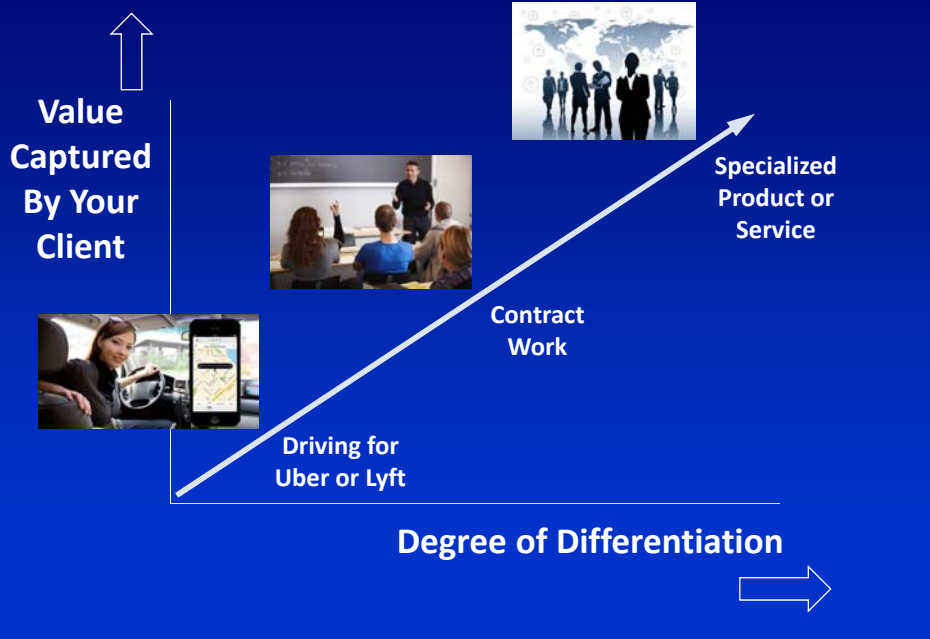 Value
Captured
By Your
Client
Specialized
Product or
Service
Contract
Work
Driving for
Uber or Lyft
Degree of Differentiation